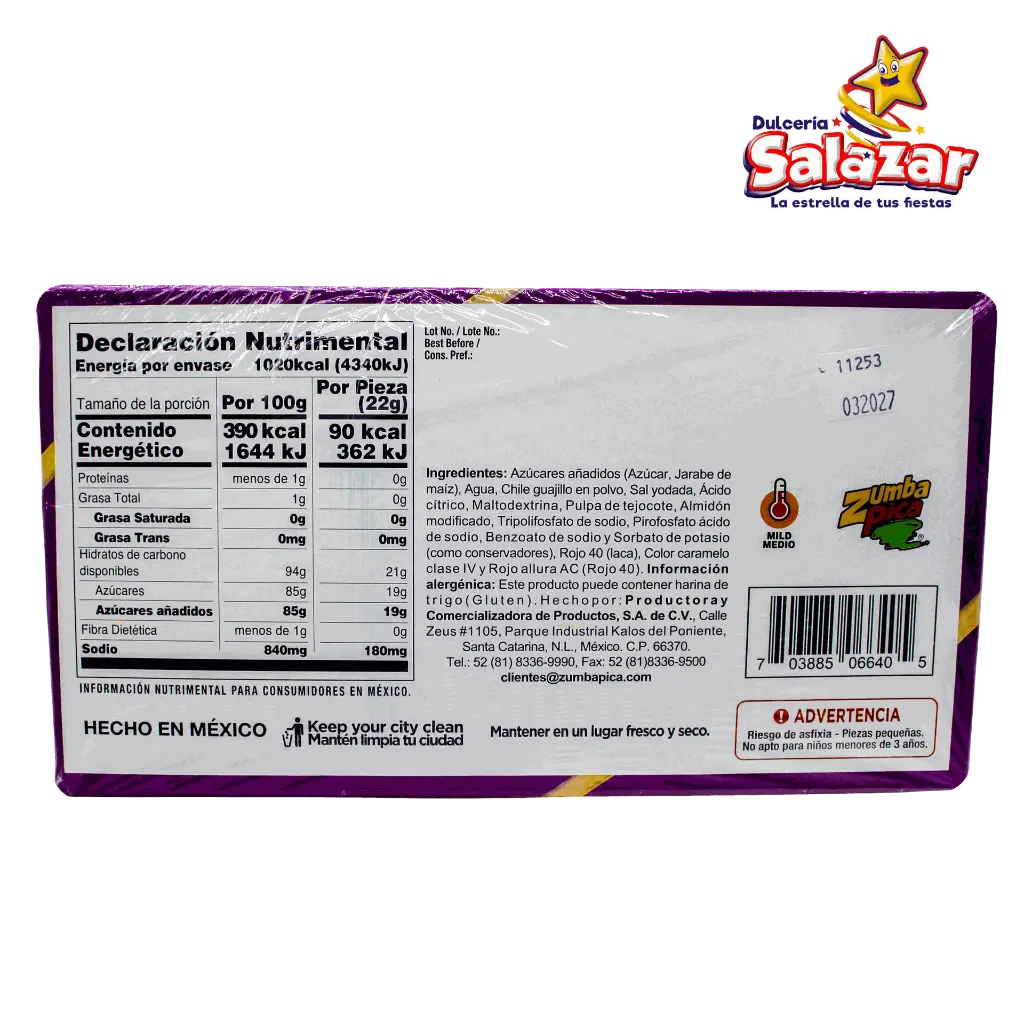 Dulcería
Salazar
La estrella de tus fiestas
Declaración Nutrimental
Energía por envase 1020kcal (4340kJ)
Tamaño de la porción Por 100g Por Pieza (22g)
Contenido Energético 390 kcal 1644 kJ 90 kcal 362 kJ
Proteínas menos de 1g 0g
Grasa Total 1g 0g
Grasa Saturada 0g 0g
Grasa Trans 0mg 0mg
Hidratos de carbono
disponibles 94g 21g
Azúcares 85g 19g
Azúcares añadidos 85g 19g
Fibra Dietética menos de 1g 0g
Sodio 840mg 180mg
INFORMACIÓN NUTRIMENTAL PARA CONSUMIDORES EN MÉXICO.
HECHO EN MÉXICO
Keep your city clean
Mantén limpia tu ciudad
Lot No. / Lote No.:
Best Before /
Cons. Pref.:
11253
032027
Ingredientes: Azúcares añadidos (Azúcar, Jarabe de
maíz), Agua, Chile guajillo en polvo, Sal yodada, Ácido
cítrico, Maltodextrina, Pulpa de tejocote, Almidón
modificado, Tripolifosfato de sodio, Pirofosfato ácido
de sodio, Benzoato de sodio y Sorbato de potasio
(como conservadores), Rojo 40 (laca), Color caramelo
clase IV y Rojo allura AC (Rojo 40). Información
alergénica: Este producto puede contener harina de
trigo (Gluten). Hecho por: Productora y
Comercializadora de Productos, S.A. de C.V., Calle
Zeus #1105, Parque Industrial Kalos del Poniente,
Santa Catarina, N.L., México. C.P. 66370.
Tel.: 52 (81) 8336-9990, Fax: 52 (81)8336-9500
clientes@zumbapica.com
Mantener en un lugar fresco y seco.
MILD
MEDIO
Zumba
Pica®
7 03885 06640 5
ADVERTENCIA
Riesgo de asfixia - Piezas pequeñas.
No apto para niños menores de 3 años.